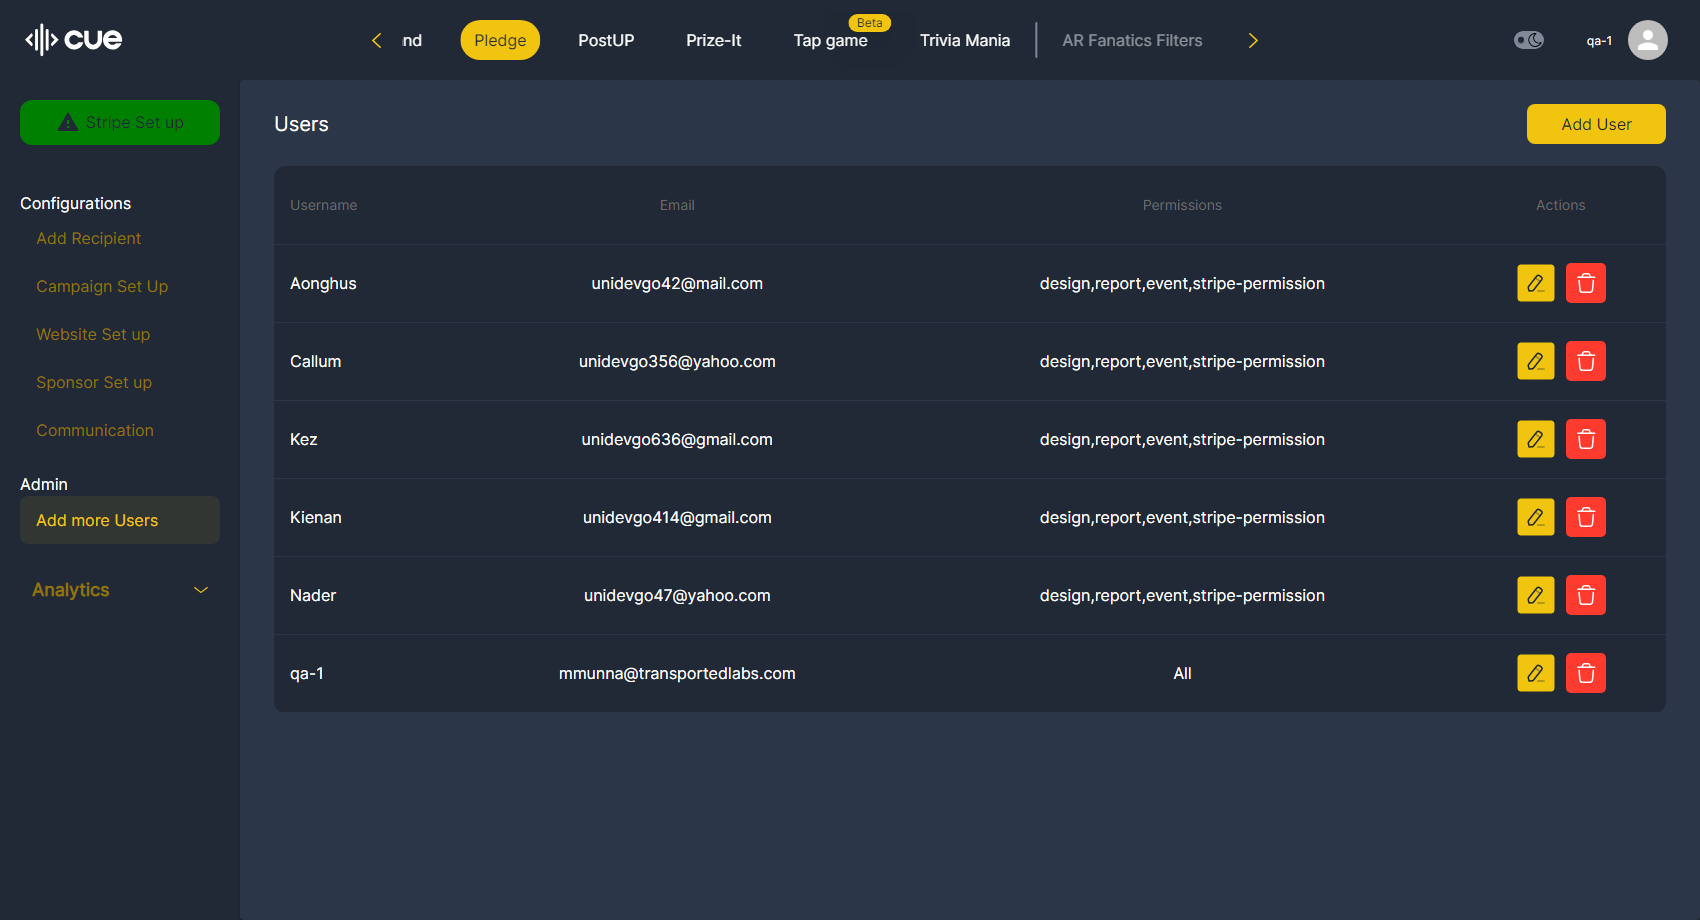 cue
nd
Pledge
PostUP
Prize-It
Tap game
Beta
Trivia Mania
AR Fanatics Filters
qa-1
Stripe Set up
Configurations
Add Recipient
Campaign Set Up
Website Set up
Sponsor Set up
Communication
Admin
Add more Users
Analytics
Users
Add User
Username Email Permissions Actions
Aonghus unidevgo42@mail.com design,report,event,stripe-permission
Callum unidevgo356@yahoo.com design,report,event,stripe-permission
Kez unidevgo636@gmail.com design,report,event,stripe-permission
Kienan unidevgo414@gmail.com design,report,event,stripe-permission
Nader unidevgo47@yahoo.com design,report,event,stripe-permission
qa-1 mmunna@transportedlabs.com All